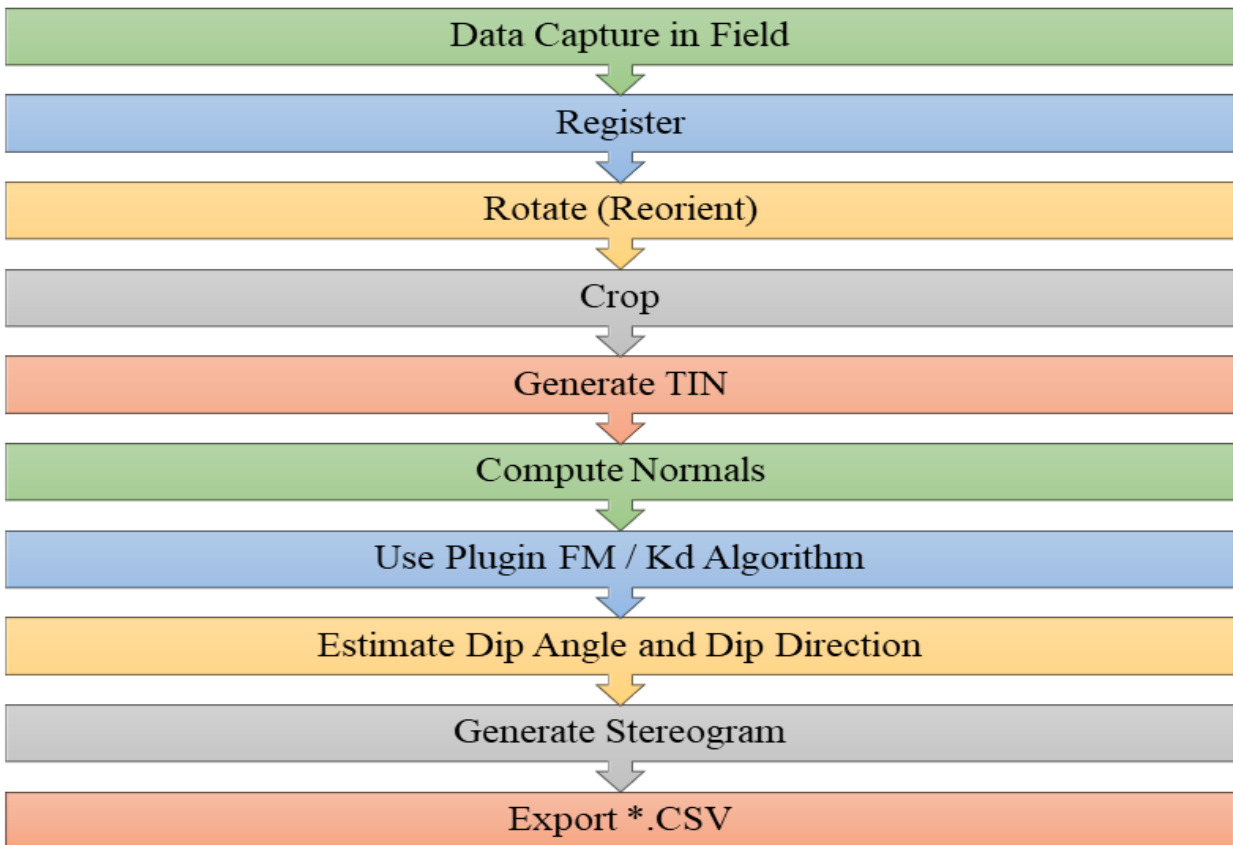 Data Capture in Field
Register
Rotate (Reorient)
Crop
Generate TIN
Compute Normals
Use Plugin FM / Kd Algorithm
Estimate Dip Angle and Dip Direction
Generate Stereogram
Export *.CSV